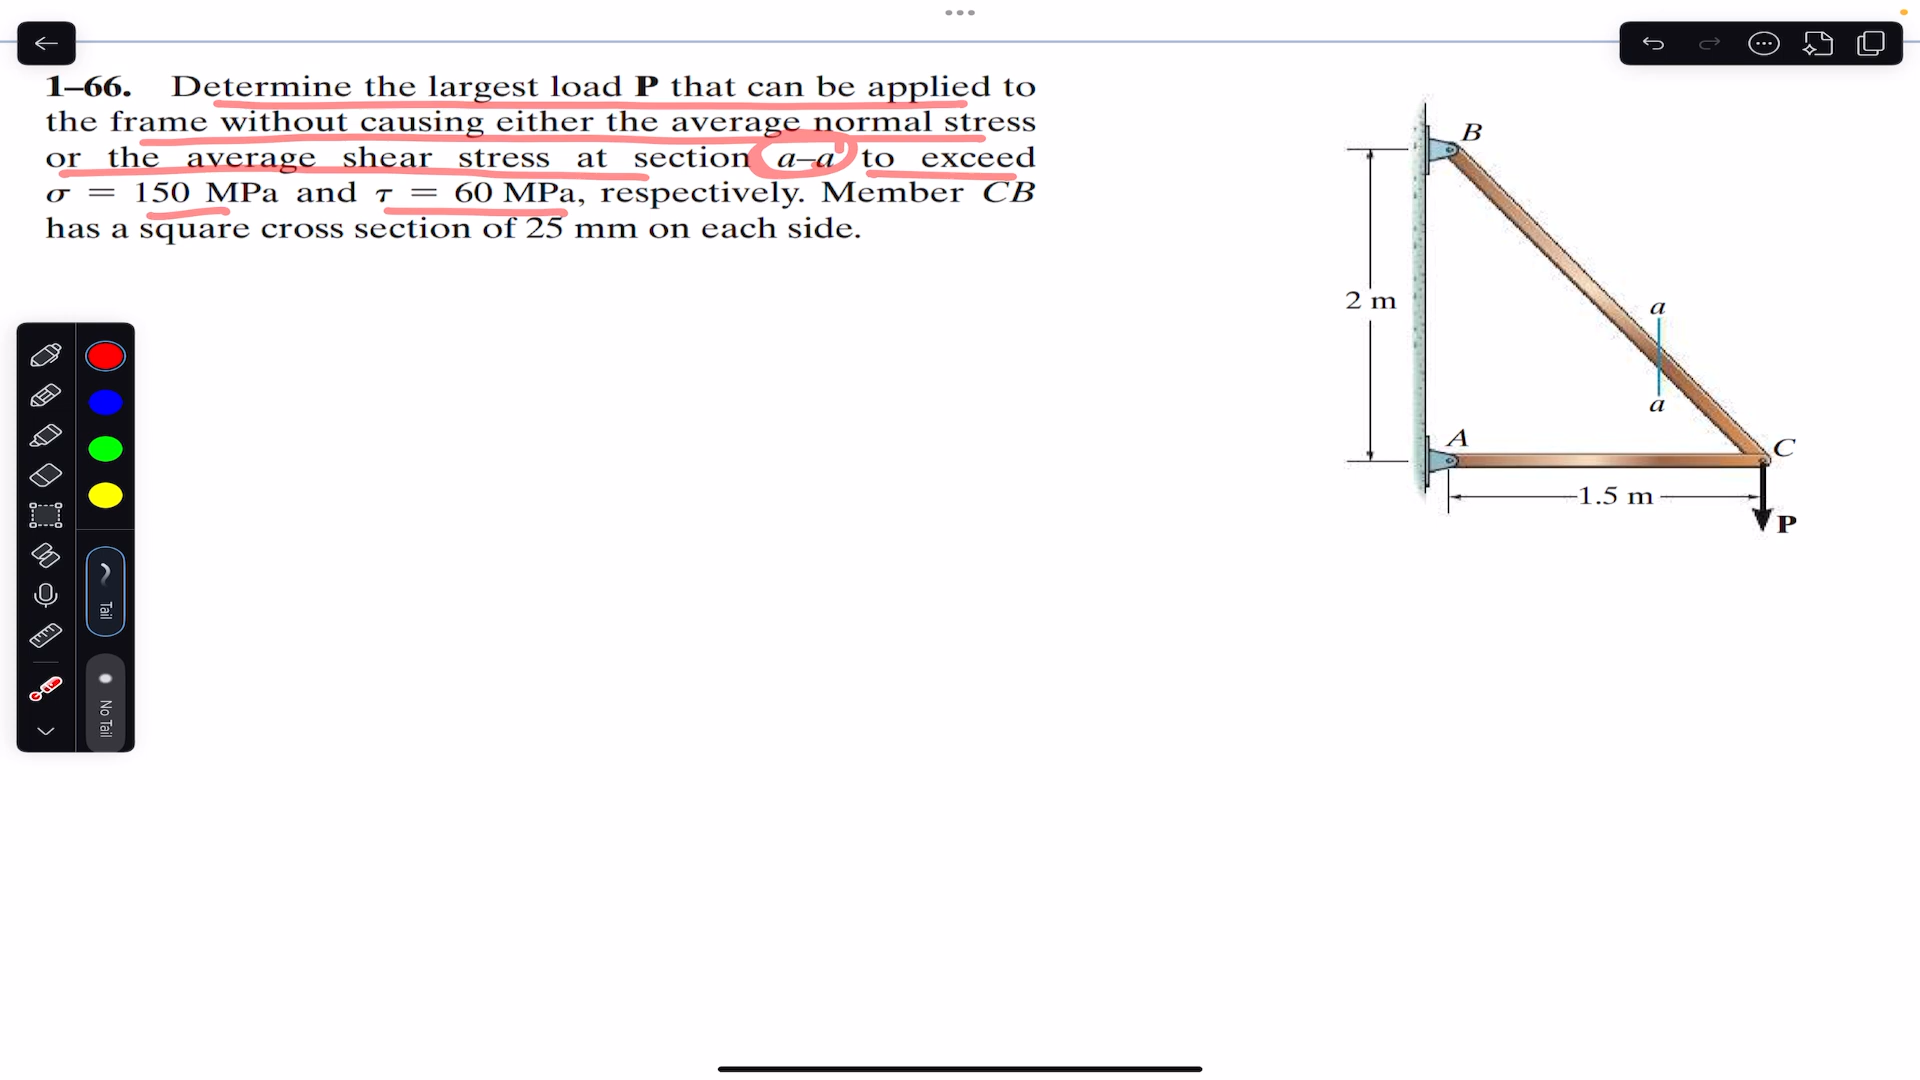 1–66. Determine the largest load P that can be applied to
the frame without causing either the average normal stress
or the average shear stress at section a–a to exceed
σ = 150 MPa and τ = 60 MPa, respectively. Member CB
has a square cross section of 25 mm on each side.
B
2 m
a
a
A
C
1.5 m
P
Tail
No Tail